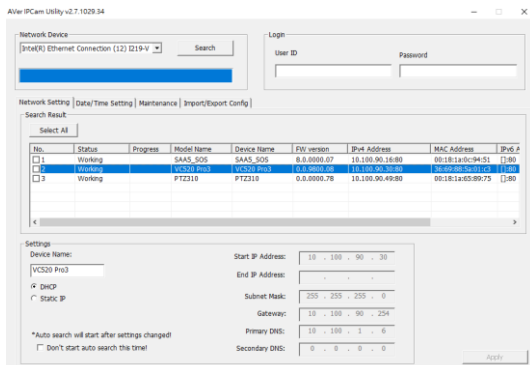 AVer IPCam Utility v2.7.1029.34
Network Device
Intel(R) Ethernet Connection (12) I219-V
Search
Login
User ID
Password
Network Setting
Date/Time Setting
Maintenance
Import/Export Config
Search Result
Select All
No. Status Progress Model Name Device Name FW version IPv4 Address MAC Address IPv6 A
1 Working SAAS_SOS SAAS_SOS 8.0.0000.07 10.100.90.16:80 00:18:1a:0c:94:51 []:80
2 Working VC520 Pro3 VC520 Pro3 0.0.9800.08 10.100.90.30:80 36:69:88:5a:01:c3 []:80
3 Working PTZ310 PTZ310 0.0.0000.78 10.100.90.49:80 00:18:1a:65:89:75 []:80
Settings
Device Name:
VC520 Pro3
DHCP
Static IP
*Auto search will start after settings changed!
Don't start auto search this time!
Start IP Address: 10 . 100 . 90 . 30
End IP Address: . . .
Subnet Mask: 255 . 255 . 255 . 0
Gateway: 10 . 100 . 90 . 254
Primary DNS: 10 . 100 . 1 . 6
Secondary DNS: 0 . 0 . 0 . 0
Apply